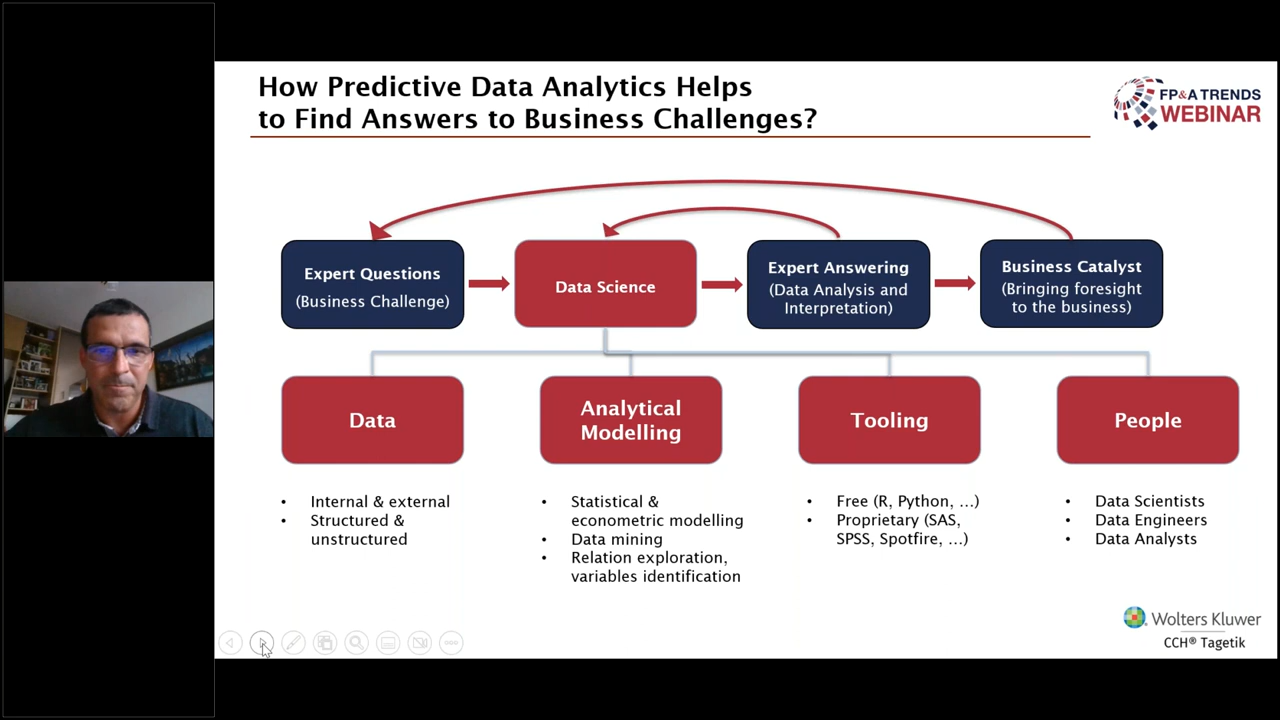 How Predictive Data Analytics Helps
to Find Answers to Business Challenges?
FP&A TRENDS
WEBINAR
Expert Questions
(Business Challenge)
Data Science
Expert Answering
(Data Analysis and
Interpretation)
Business Catalyst
(Bringing foresight
to the business)
Data
Analytical
Modelling
Tooling
People
• Internal & external
• Structured &
unstructured
• Statistical &
econometric modelling
• Data mining
• Relation exploration,
variables identification
• Free (R, Python, ...)
• Proprietary (SAS,
SPSS, Spotfire, ...)
• Data Scientists
• Data Engineers
• Data Analysts
Wolters Kluwer
CCH® Tagetik